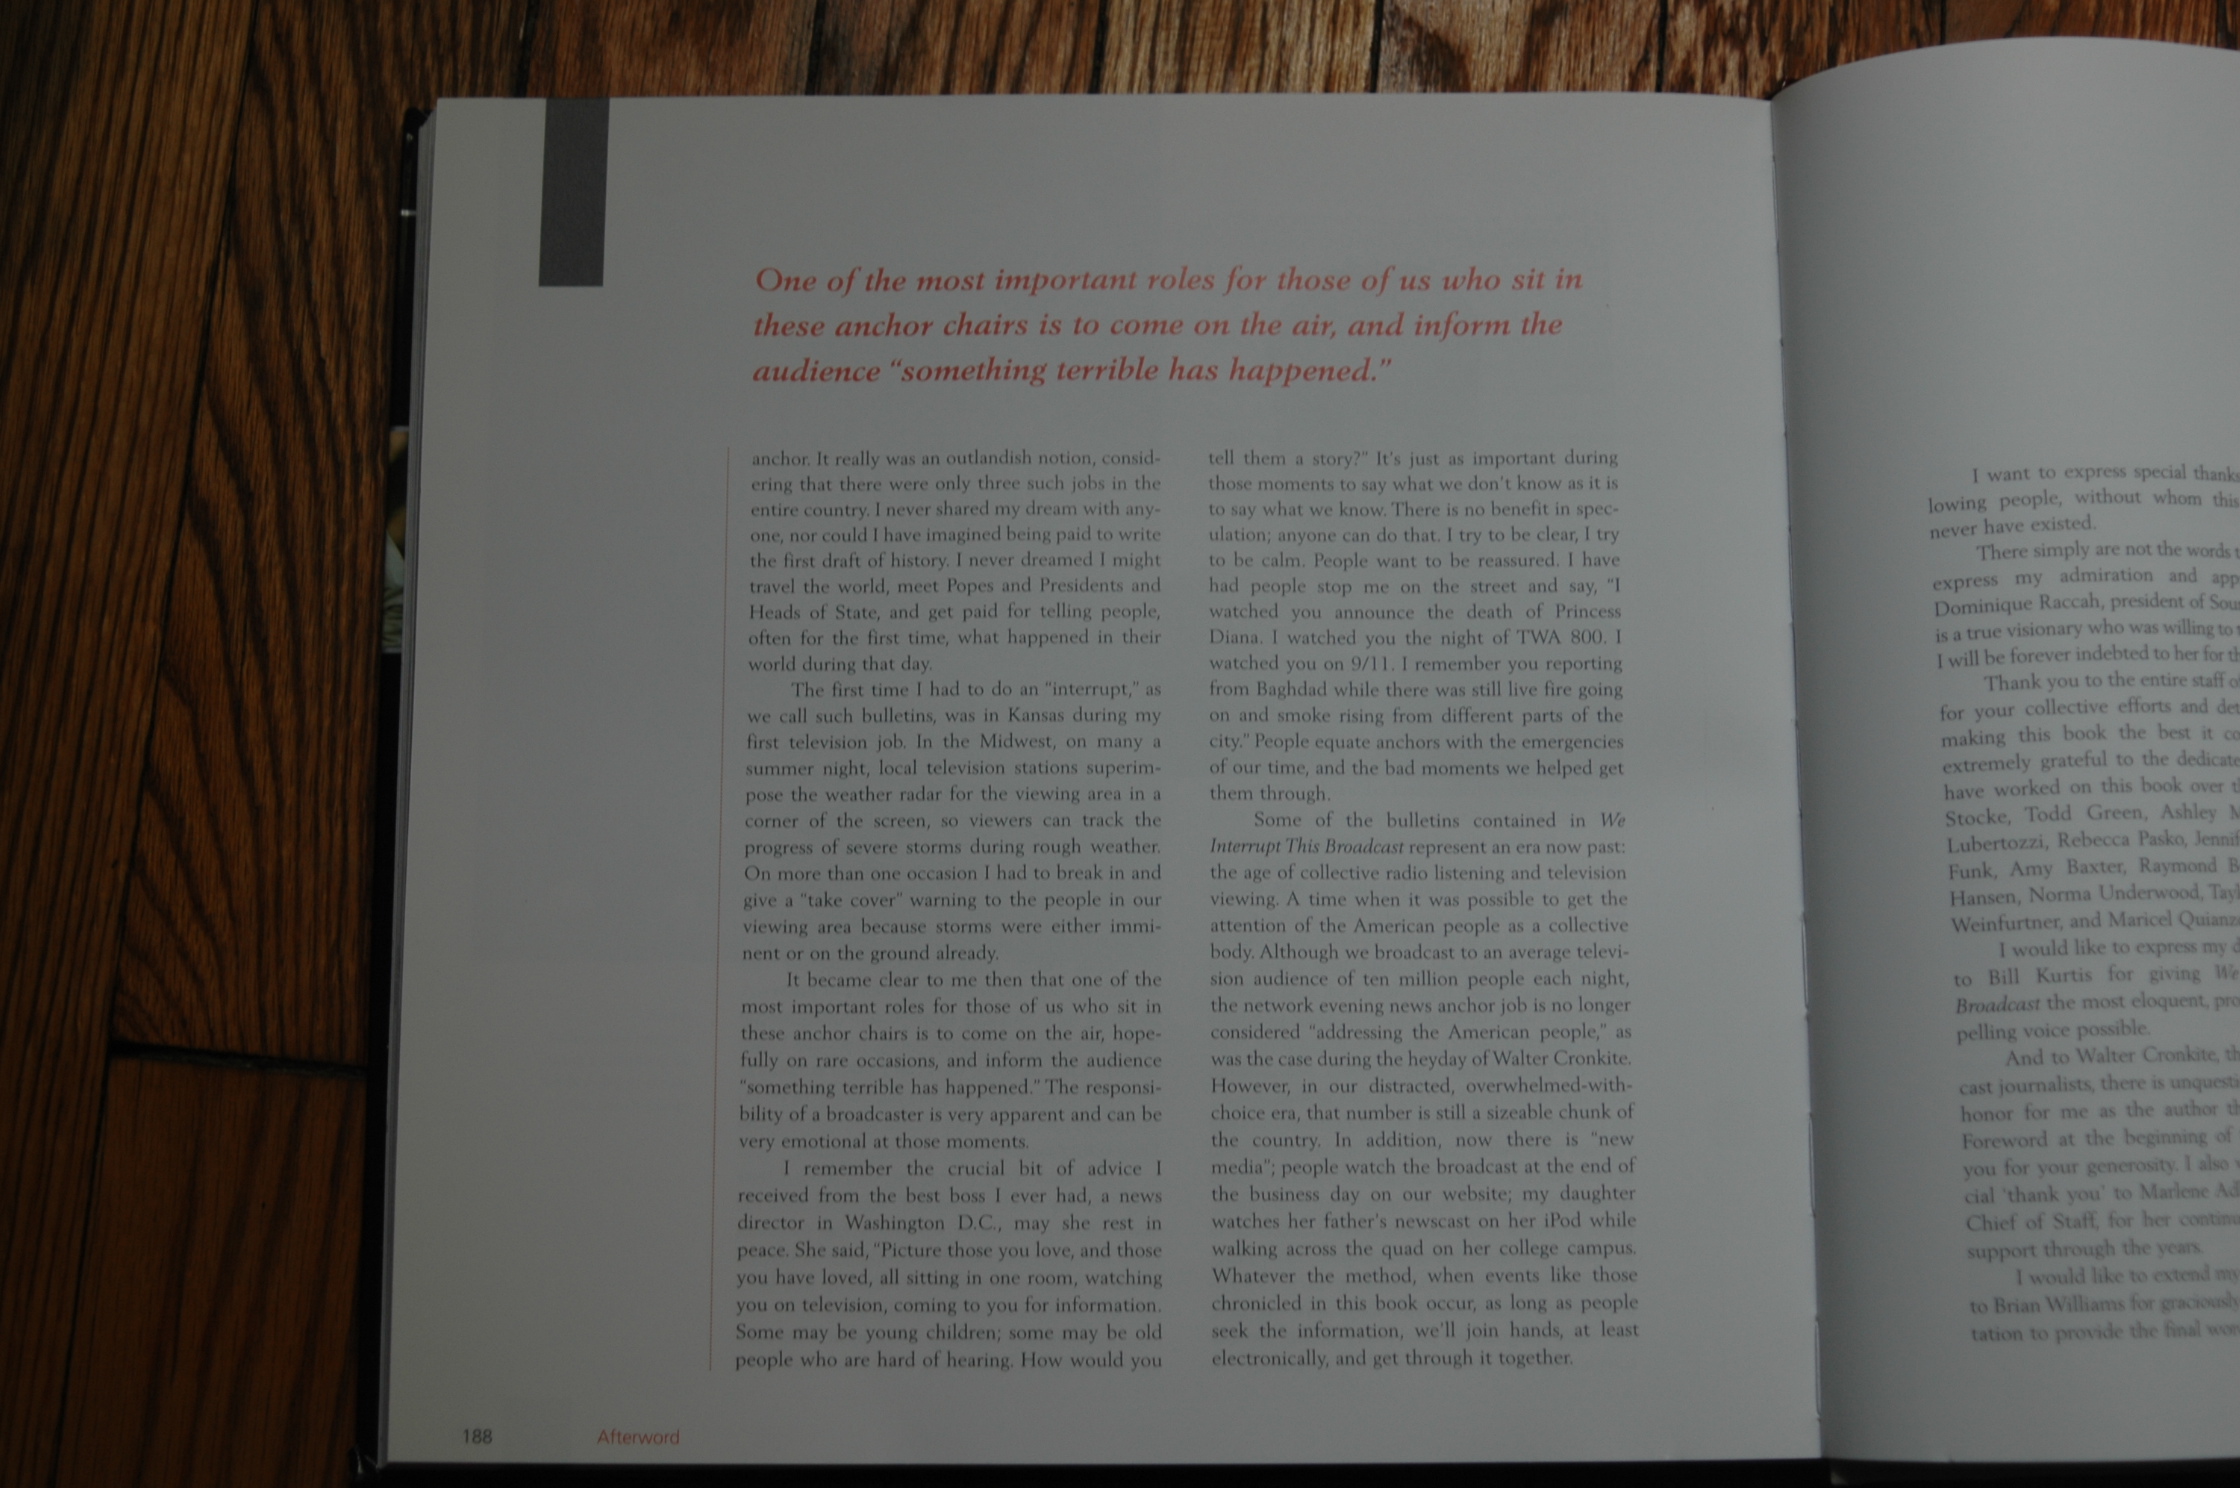 One of the most important roles for those of us who sit in
these anchor chairs is to come on the air, and inform the
audience “something terrible has happened.”
anchor. It really was an outlandish notion, consid-
ering that there were only three such jobs in the
entire country. I never shared my dream with any-
one, nor could I have imagined being paid to write
the first draft of history. I never dreamed I might
travel the world, meet Popes and Presidents and
Heads of State, and get paid for telling people,
often for the first time, what happened in their
world during that day.
The first time I had to do an “interrupt,” as
we call such bulletins, was in Kansas during my
first television job. In the Midwest, on many a
summer night, local television stations superim-
pose the weather radar for the viewing area in a
corner of the screen, so viewers can track the
progress of severe storms during rough weather.
On more than one occasion I had to break in and
give a “take cover” warning to the people in our
viewing area because storms were either immi-
nent or on the ground already.
It became clear to me then that one of the
most important roles for those of us who sit in
these anchor chairs is to come on the air, hope-
fully on rare occasions, and inform the audience
“something terrible has happened.” The responsi-
bility of a broadcaster is very apparent and can be
very emotional at those moments.
I remember the crucial bit of advice I
received from the best boss I ever had, a news
director in Washington D.C., may she rest in
peace. She said, “Picture those you love, and those
you have loved, all sitting in one room, watching
you on television, coming to you for information.
Some may be young children; some may be old
people who are hard of hearing. How would you
tell them a story?” It’s just as important during
those moments to say what we don’t know as it is
to say what we know. There is no benefit in spec-
ulation; anyone can do that. I try to be clear, I try
to be calm. People want to be reassured. I have
had people stop me on the street and say, “I
watched you announce the death of Princess
Diana. I watched you the night of TWA 800. I
watched you on 9/11. I remember you reporting
from Baghdad while there was still live fire going
on and smoke rising from different parts of the
city.” People equate anchors with the emergencies
of our time, and the bad moments we helped get
them through.
Some of the bulletins contained in We
Interrupt This Broadcast represent an era now past:
the age of collective radio listening and television
viewing. A time when it was possible to get the
attention of the American people as a collective
body. Although we broadcast to an average televi-
sion audience of ten million people each night,
the network evening news anchor job is no longer
considered “addressing the American people,” as
was the case during the heyday of Walter Cronkite.
However, in our distracted, overwhelmed-with-
choice era, that number is still a sizeable chunk of
the country. In addition, now there is “new
media”; people watch the broadcast at the end of
the business day on our website; my daughter
watches her father’s newscast on her iPod while
walking across the quad on her college campus.
Whatever the method, when events like those
chronicled in this book occur, as long as people
seek the information, we’ll join hands, at least
electronically, and get through it together.
188 Afterword
I want to express special thanks
lowing people, without whom this
never have existed.
There simply are not the words
express my admiration and app
Dominique Raccah, president of Sou
is a true visionary who was willing to
I will be forever indebted to her for th
Thank you to the entire staff of
for your collective efforts and det
making this book the best it co
extremely grateful to the dedicate
have worked on this book over
Stocke, Todd Green, Ashley
Lubertozzi, Rebecca Pasko, Jennif
Funk, Amy Baxter, Raymond
Hansen, Norma Underwood, Tayl
Weinfurtner, and Maricel Quianz
I would like to express my d
to Bill Kurtis for giving We
Broadcast the most eloquent, pro
pelling voice possible.
And to Walter Cronkite, th
cast journalists, there is unquesti
honor for me as the author th
Foreword at the beginning of
you for your generosity. I also
cial ‘thank you’ to Marlene Ad
Chief of Staff, for her continu
support through the years.
I would like to extend my
to Brian Williams for graciously
tation to provide the final wor